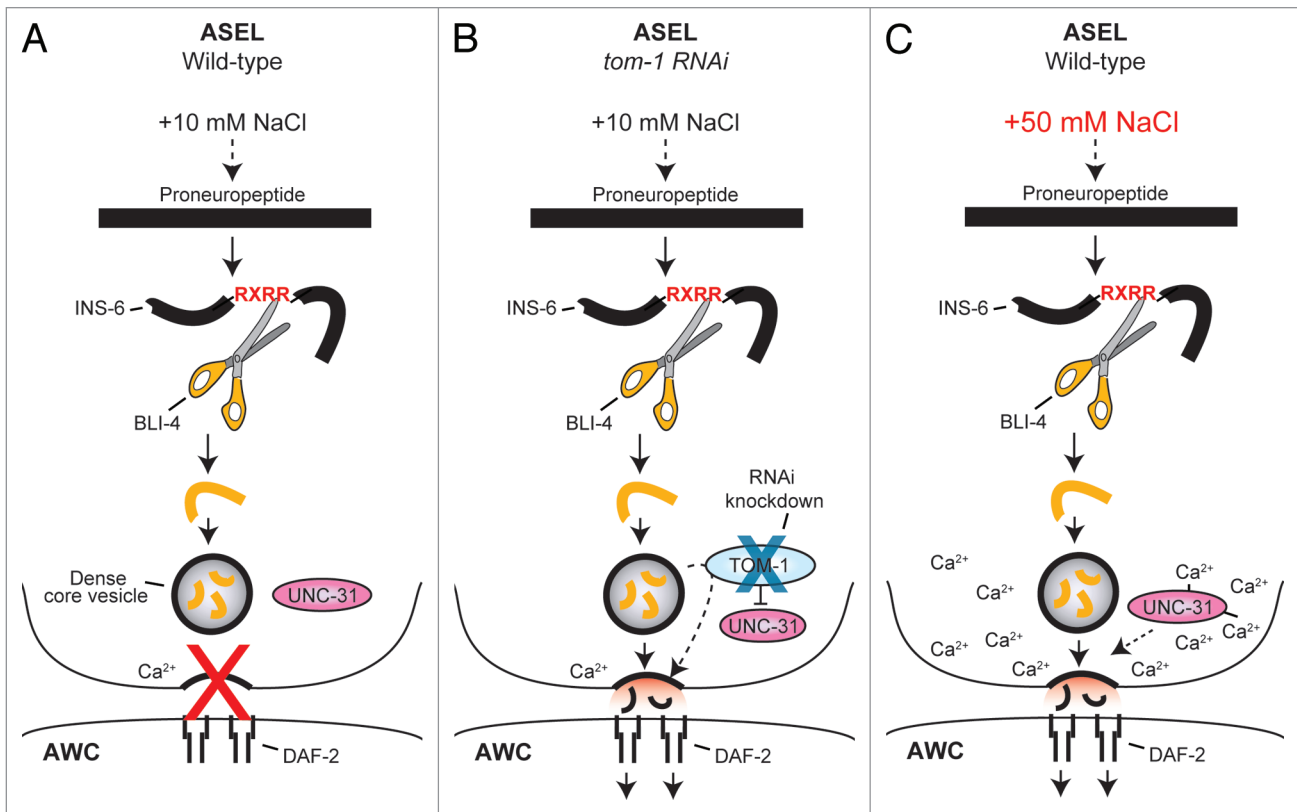 A
ASEL
Wild-type
+10 mM NaCl
Proneuropeptide
INS-6
RXRR
BLI-4
Dense
core vesicle
UNC-31
Ca²⁺
AWC
DAF-2
B
ASEL
tom-1 RNAi
+10 mM NaCl
Proneuropeptide
INS-6
RXRR
BLI-4
RNAi
knockdown
TOM-1
UNC-31
Ca²⁺
AWC
DAF-2
C
ASEL
Wild-type
+50 mM NaCl
Proneuropeptide
INS-6
RXRR
BLI-4
Ca²⁺
Ca²⁺
Ca²⁺
Ca²⁺
UNC-31
Ca²⁺
Ca²⁺
Ca²⁺
Ca²⁺
Ca²⁺
Ca²⁺
Ca²⁺
AWC
DAF-2